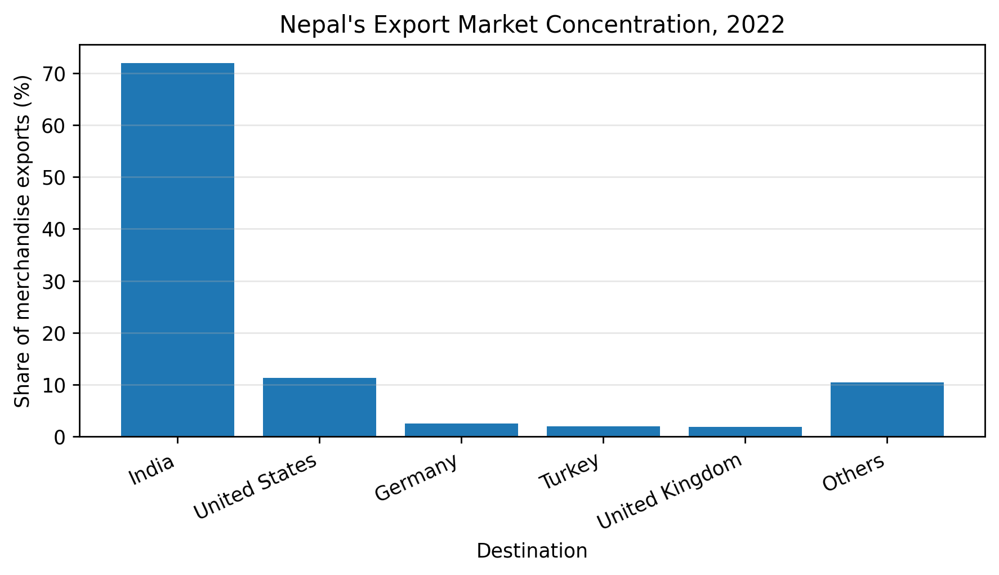 Nepal's Export Market Concentration, 2022
Share of merchandise exports (%)
70
60
50
40
30
20
10
0
India
United States
Germany
Turkey
United Kingdom
Others
Destination